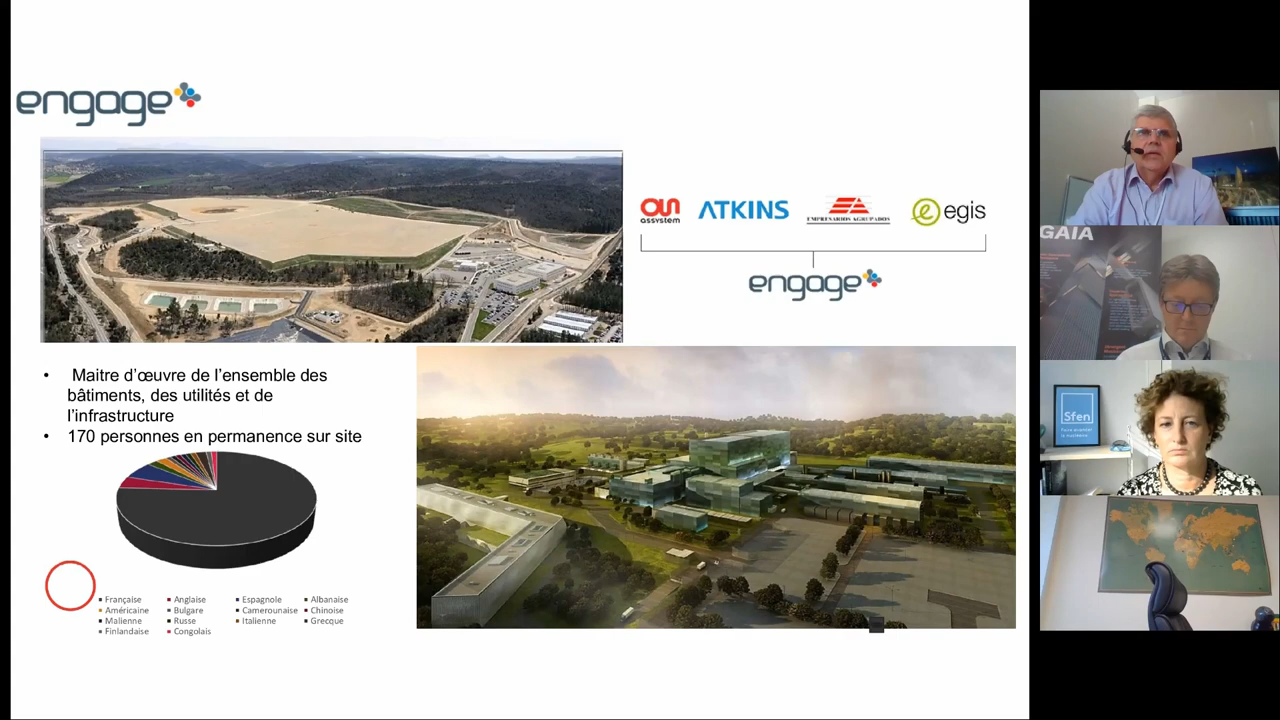 engage
assystem
ATKINS
EMPRESARIOS AGRUPADOS
egis
engage
• Maitre d’œuvre de l’ensemble des
bâtiments, des utilités et de
l’infrastructure
• 170 personnes en permanence sur site
Française
Anglaise
Espagnole
Albanaise
Américaine
Bulgare
Camerounaise
Chinoise
Malienne
Russe
Italienne
Grecque
Finlandaise
Congolais
GAIA
Sfen